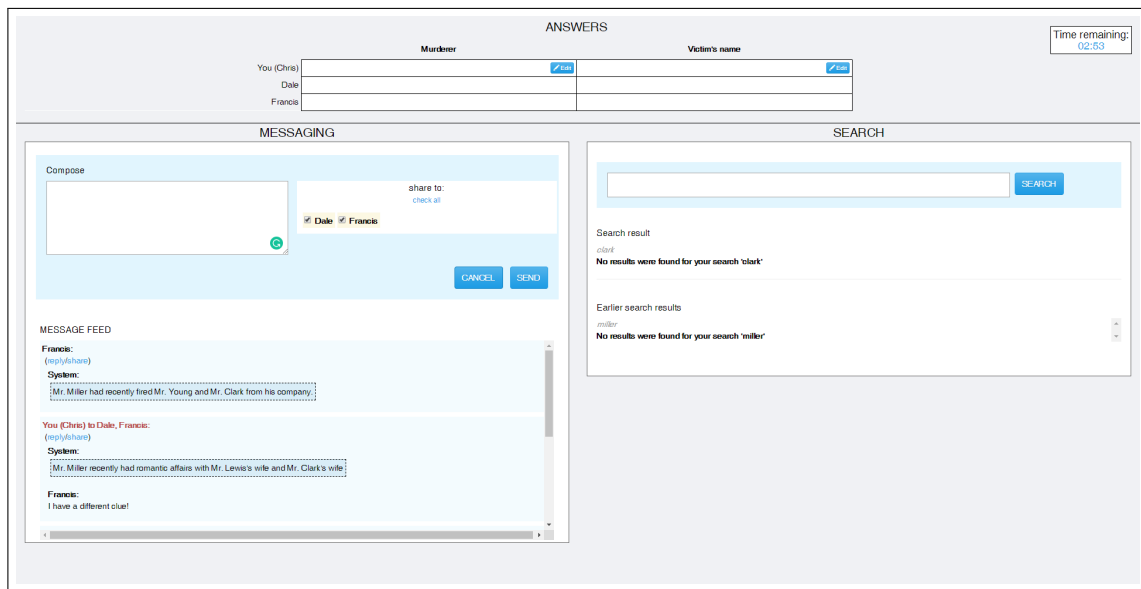 ANSWERS
Time remaining:
02:53
Murderer Victim's name
You (Chris) Edit Edit
Dale
Francis
MESSAGING
Compose
share to:
check all
Dale Francis
CANCEL SEND
MESSAGE FEED
Francis:
(reply/share)
System:
Mr. Miller had recently fired Mr. Young and Mr. Clark from his company.
You (Chris) to Dale, Francis:
(reply/share)
System:
Mr. Miller recently had romantic affairs with Mr. Lewis's wife and Mr. Clark's wife
Francis:
I have a different clue!
SEARCH
SEARCH
Search result
clark
No results were found for your search 'clark'
Earlier search results
miller
No results were found for your search 'miller'